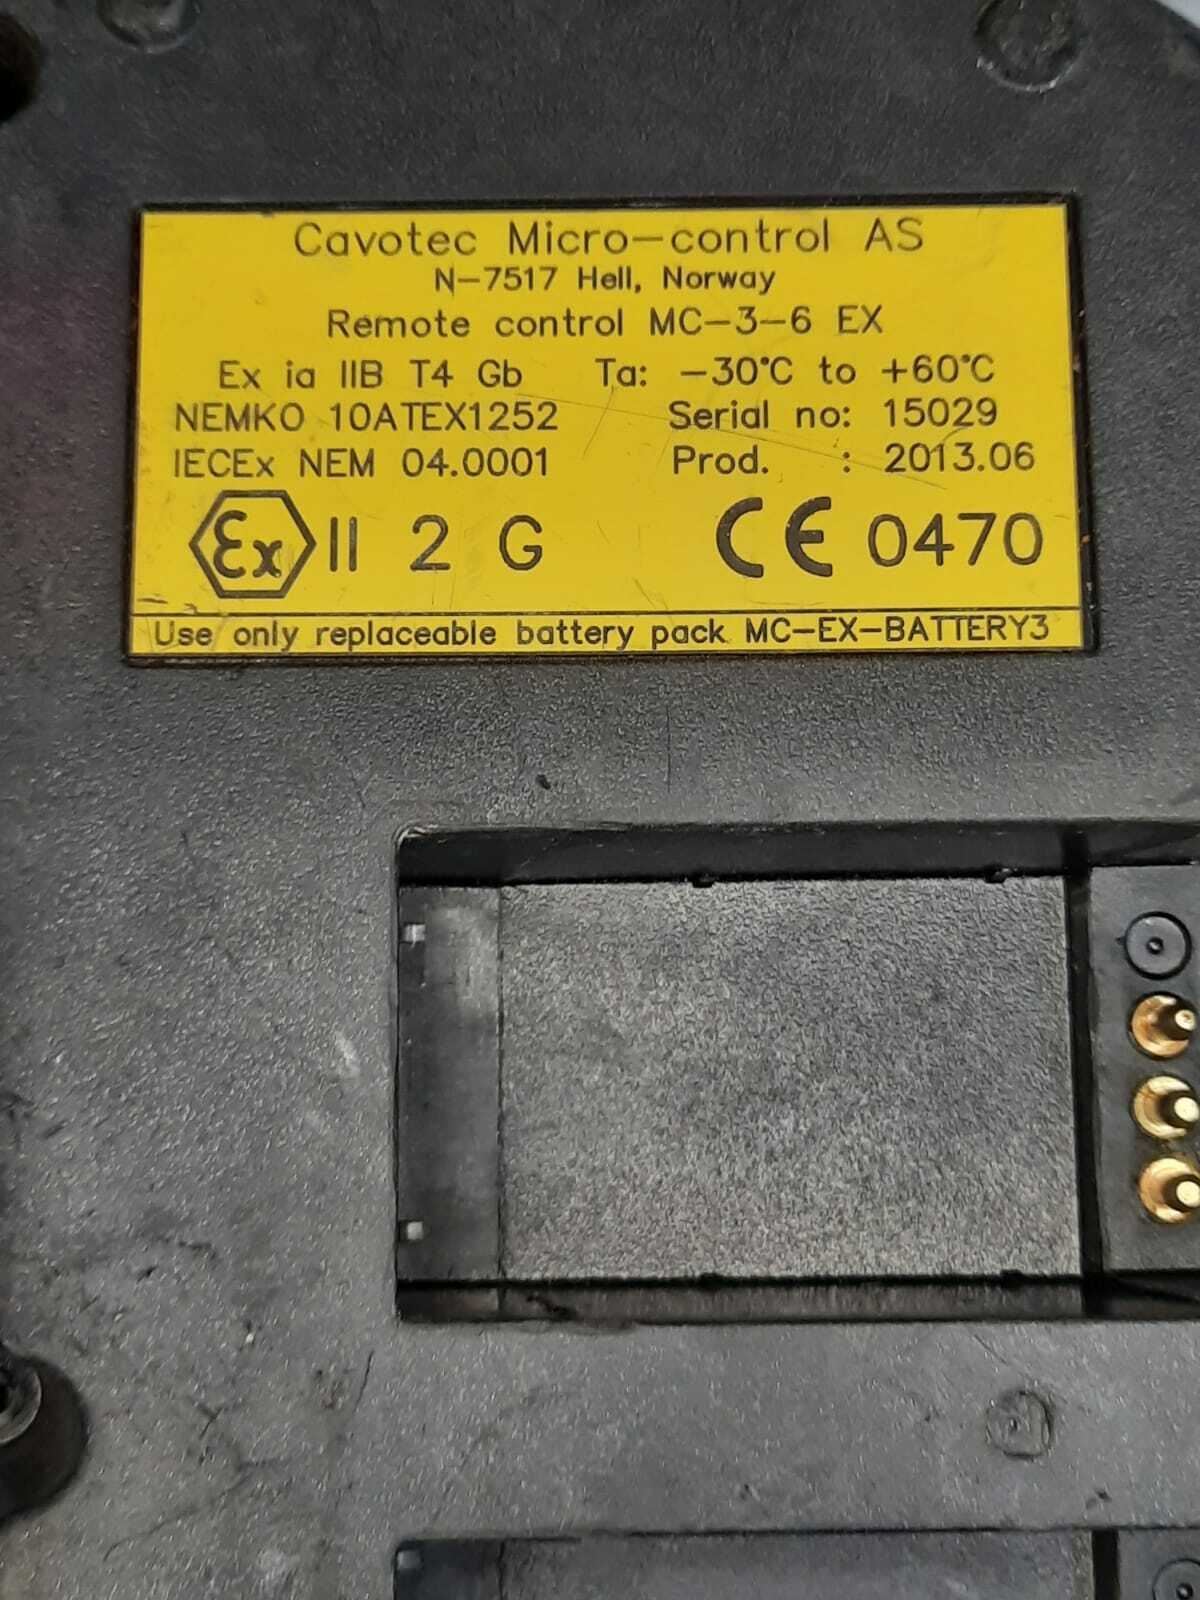 Cavotec Micro-control AS
N-7517 Hell, Norway
Remote control MC-3-6 EX
Ex ia IIB T4 Gb Ta: -30°C to +60°C
NEMKO 10ATEX1252 Serial no: 15029
IECEx NEM 04.0001 Prod. : 2013.06
Ex II 2 G CE 0470
Use only replaceable battery pack MC-EX-BATTERY3